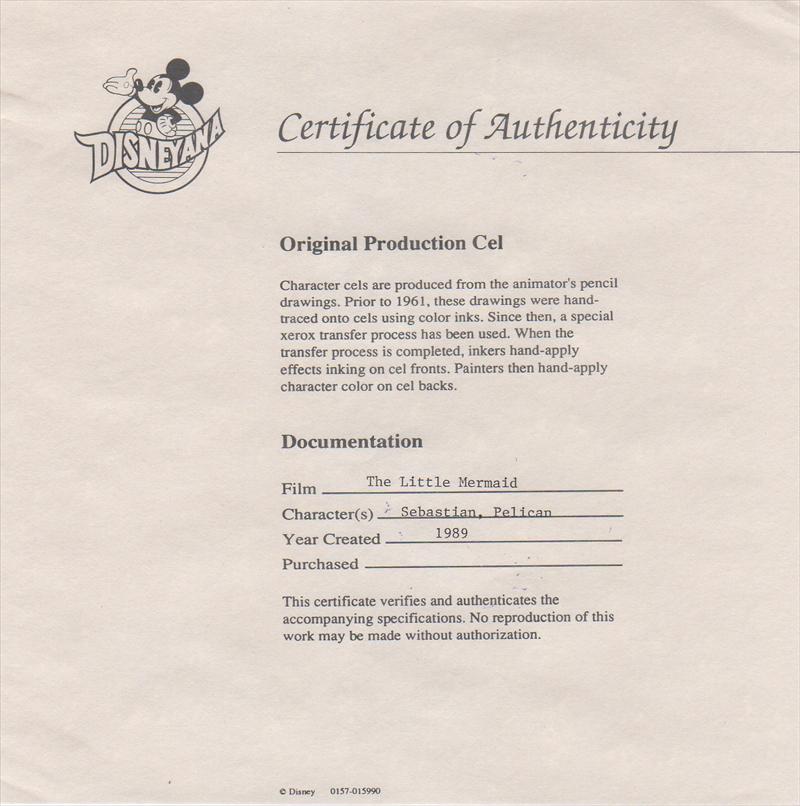 DISNEYANA
Certificate of Authenticity
Original Production Cel
Character cels are produced from the animator's pencil
drawings. Prior to 1961, these drawings were hand-
traced onto cels using color inks. Since then, a special
xerox transfer process has been used. When the
transfer process is completed, inkers hand-apply
effects inking on cel fronts. Painters then hand-apply
character color on cel backs.
Documentation
Film The Little Mermaid
Character(s) Sebastian, Pelican
Year Created 1989
Purchased
This certificate verifies and authenticates the
accompanying specifications. No reproduction of this
work may be made without authorization.
© Disney 0157-015990